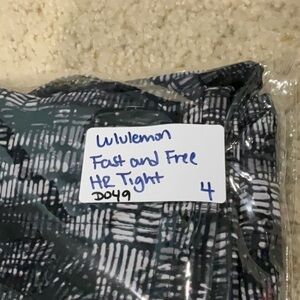 Lululemon
Fast and Free
HR Tight
D049 4